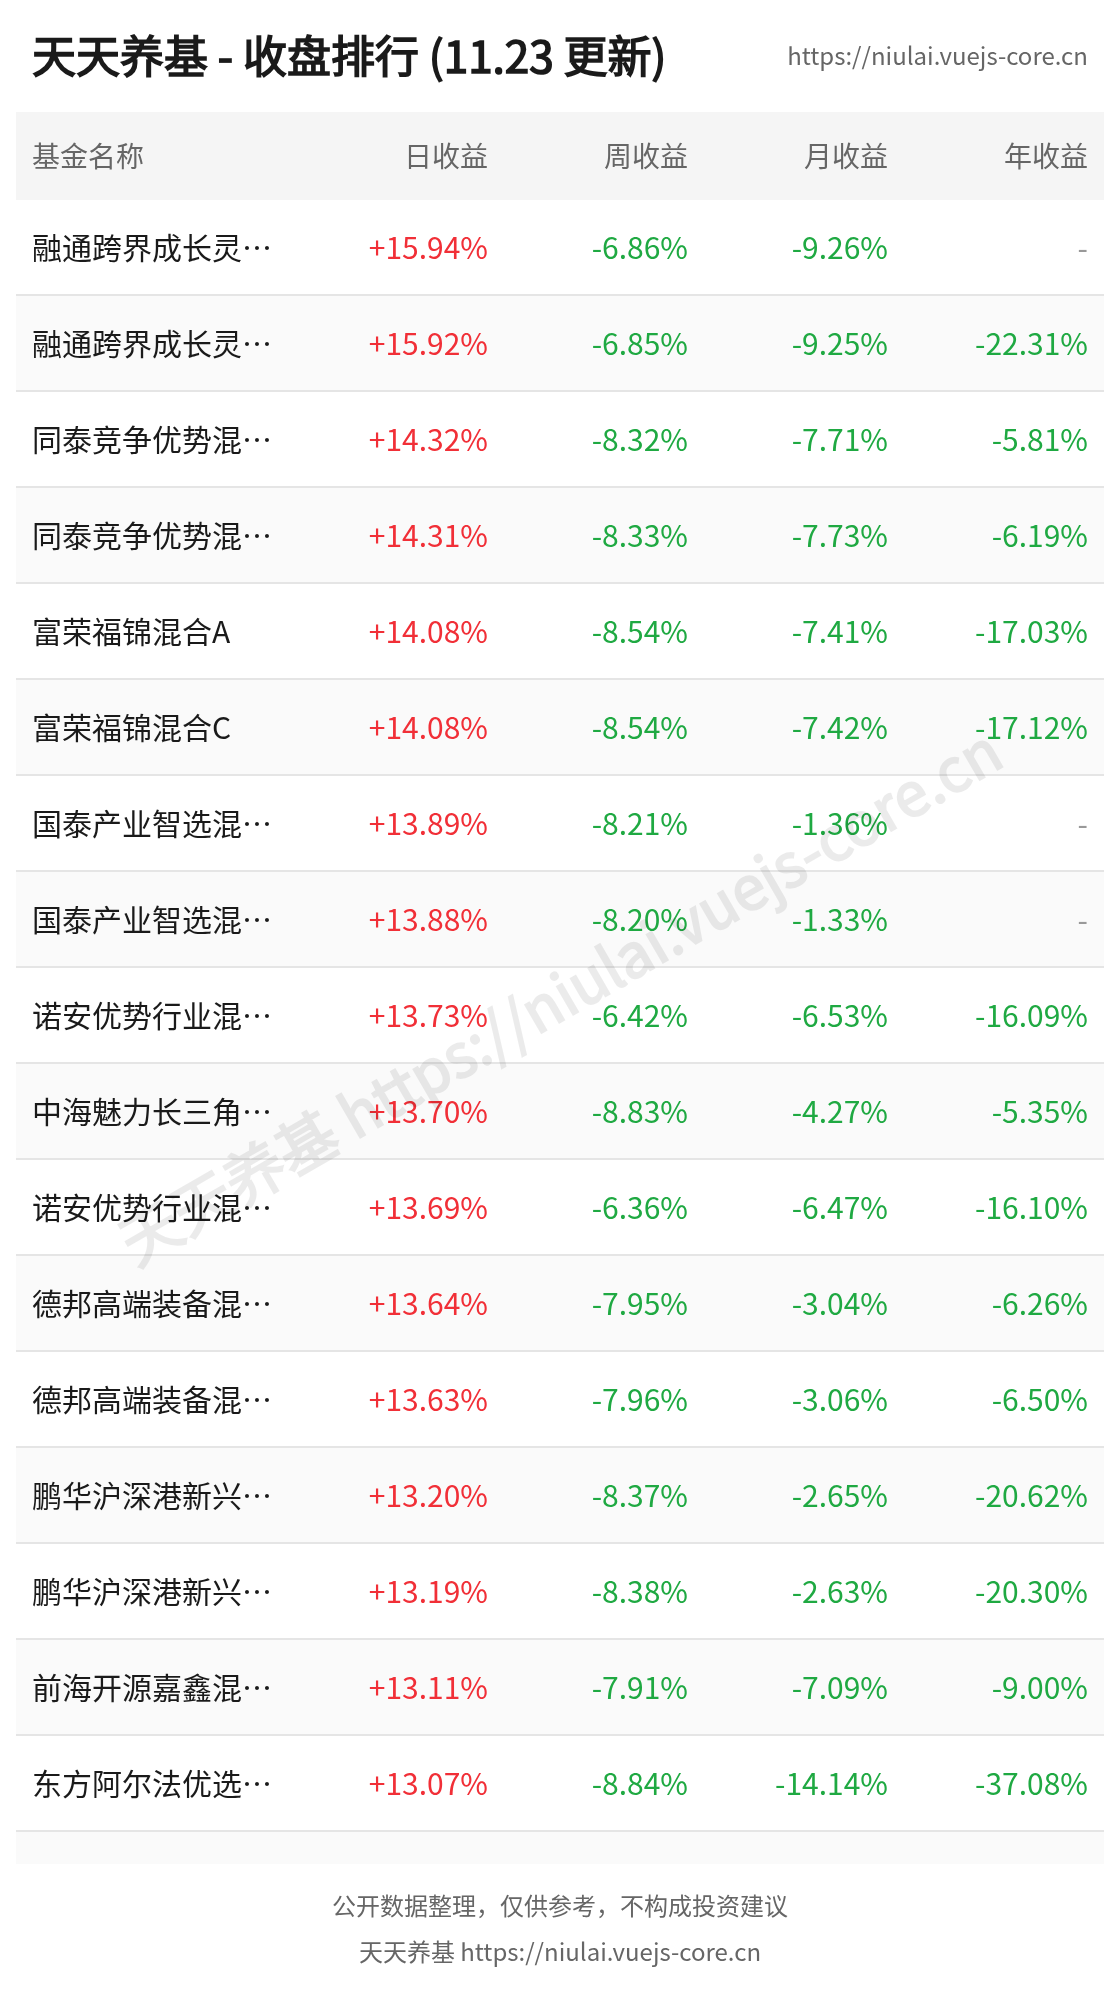 天天养基 - 收盘排行 (11.23 更新) https://niulai.vuejs-core.cn
基金名称 日收益 周收益 月收益 年收益
融通跨界成长灵… +15.94% -6.86% -9.26% -
融通跨界成长灵… +15.92% -6.85% -9.25% -22.31%
同泰竞争优势混… +14.32% -8.32% -7.71% -5.81%
同泰竞争优势混… +14.31% -8.33% -7.73% -6.19%
富荣福锦混合A +14.08% -8.54% -7.41% -17.03%
富荣福锦混合C +14.08% -8.54% -7.42% -17.12%
国泰产业智选混… +13.89% -8.21% -1.36% -
国泰产业智选混… +13.88% -8.20% -1.33% -
诺安优势行业混… +13.73% -6.42% -6.53% -16.09%
中海魅力长三角… +13.70% -8.83% -4.27% -5.35%
诺安优势行业混… +13.69% -6.36% -6.47% -16.10%
德邦高端装备混… +13.64% -7.95% -3.04% -6.26%
德邦高端装备混… +13.63% -7.96% -3.06% -6.50%
鹏华沪深港新兴… +13.20% -8.37% -2.65% -20.62%
鹏华沪深港新兴… +13.19% -8.38% -2.63% -20.30%
前海开源嘉鑫混… +13.11% -7.91% -7.09% -9.00%
东方阿尔法优选… +13.07% -8.84% -14.14% -37.08%
天天养基 https://niulai.vuejs-core.cn
公开数据整理，仅供参考，不构成投资建议
天天养基 https://niulai.vuejs-core.cn